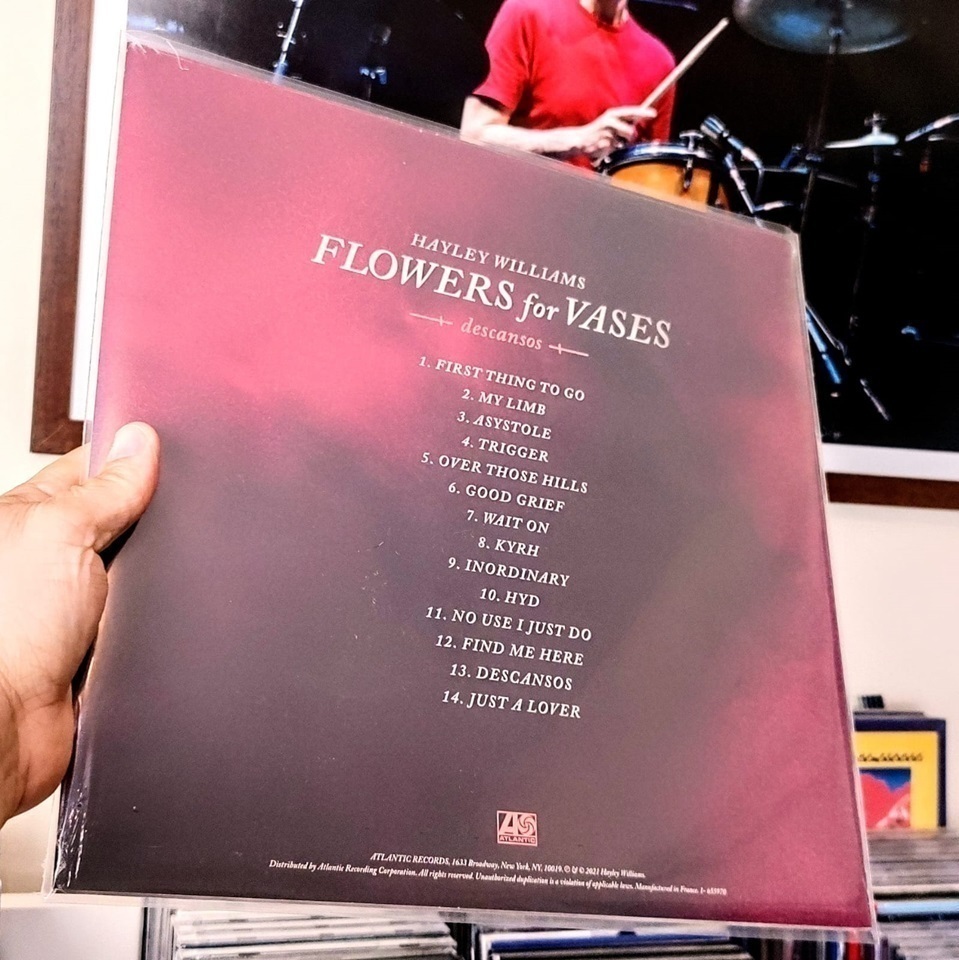 HAYLEY WILLIAMS
FLOWERS for VASES
descansos
1. FIRST THING TO GO
2. MY LIMB
3. ASYSTOLE
4. TRIGGER
5. OVER THOSE HILLS
6. GOOD GRIEF
7. WAIT ON
8. KYRH
9. INORDINARY
10. HYD
11. NO USE I JUST DO
12. FIND ME HERE
13. DESCANSOS
14. JUST A LOVER
ATLANTIC
ATLANTIC RECORDS, 1633 Broadway, New York, NY, 10019. ℗ & © 2021 Hayley Williams.
Distributed by Atlantic Recording Corporation. All rights reserved. Unauthorized duplication is a violation of applicable laws. Manufactured in France. 1- 653970